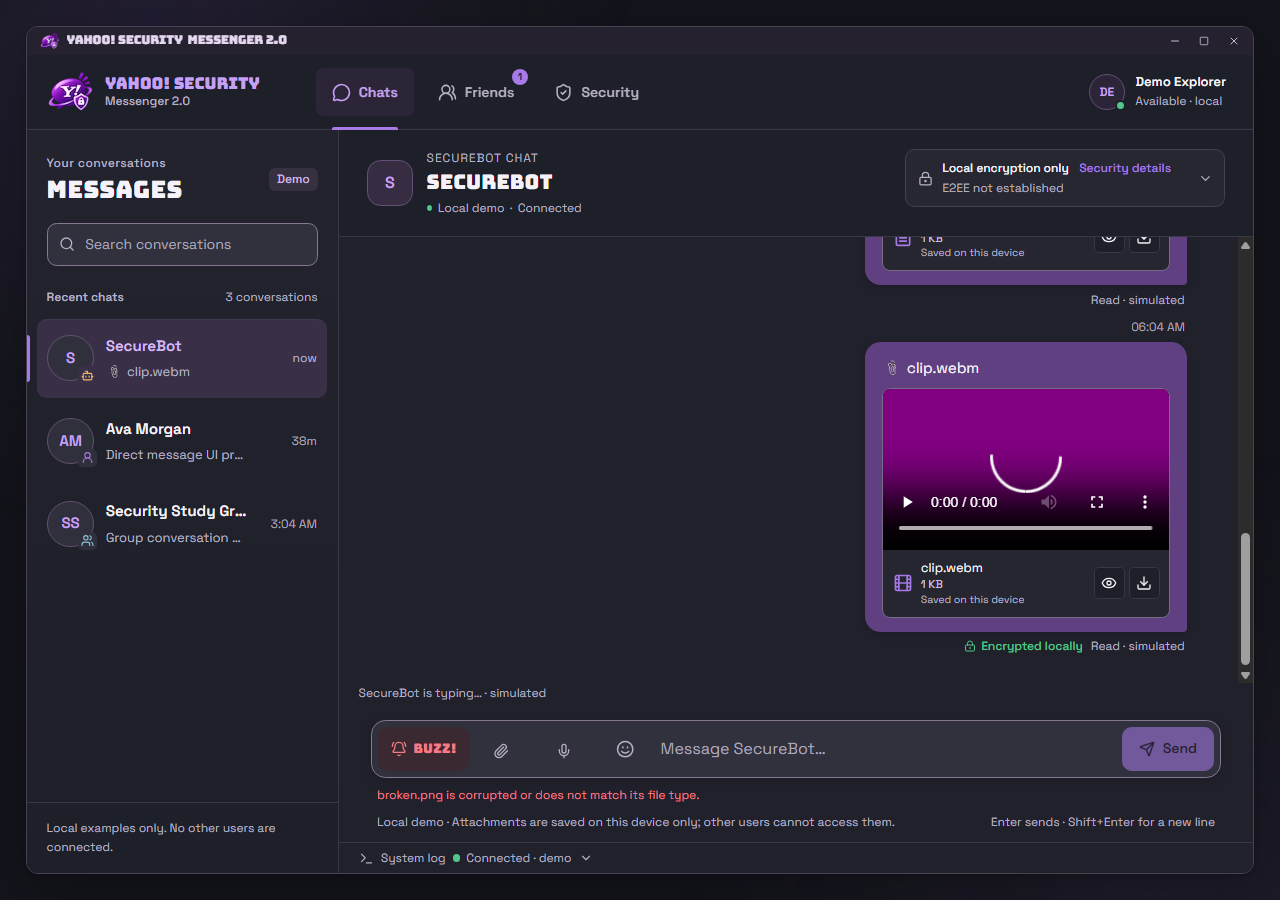 YAHOO! SECURITY MESSENGER 2.0
Y!
YAHOO! SECURITY
Messenger 2.0
Chats
Friends
1
Security
DE
Demo Explorer
Available · local
Your conversations
MESSAGES
Demo
Search conversations
Recent chats
3 conversations
S
SecureBot
clip.webm
now
AM
Ava Morgan
Direct message UI pr...
38m
SS
Security Study Gr...
Group conversation ...
3:04 AM
Local examples only. No other users are
connected.
S
SECUREBOT CHAT
SECUREBOT
Local demo · Connected
Local encryption only Security details
E2EE not established
1 KB
Saved on this device
Read · simulated
06:04 AM
clip.webm
0:00 / 0:00
clip.webm
1 KB
Saved on this device
Encrypted locally Read · simulated
SecureBot is typing... · simulated
BUZZ!
Message SecureBot...
Send
broken.png is corrupted or does not match its file type.
Local demo · Attachments are saved on this device only; other users cannot access them.
Enter sends · Shift+Enter for a new line
System log Connected · demo